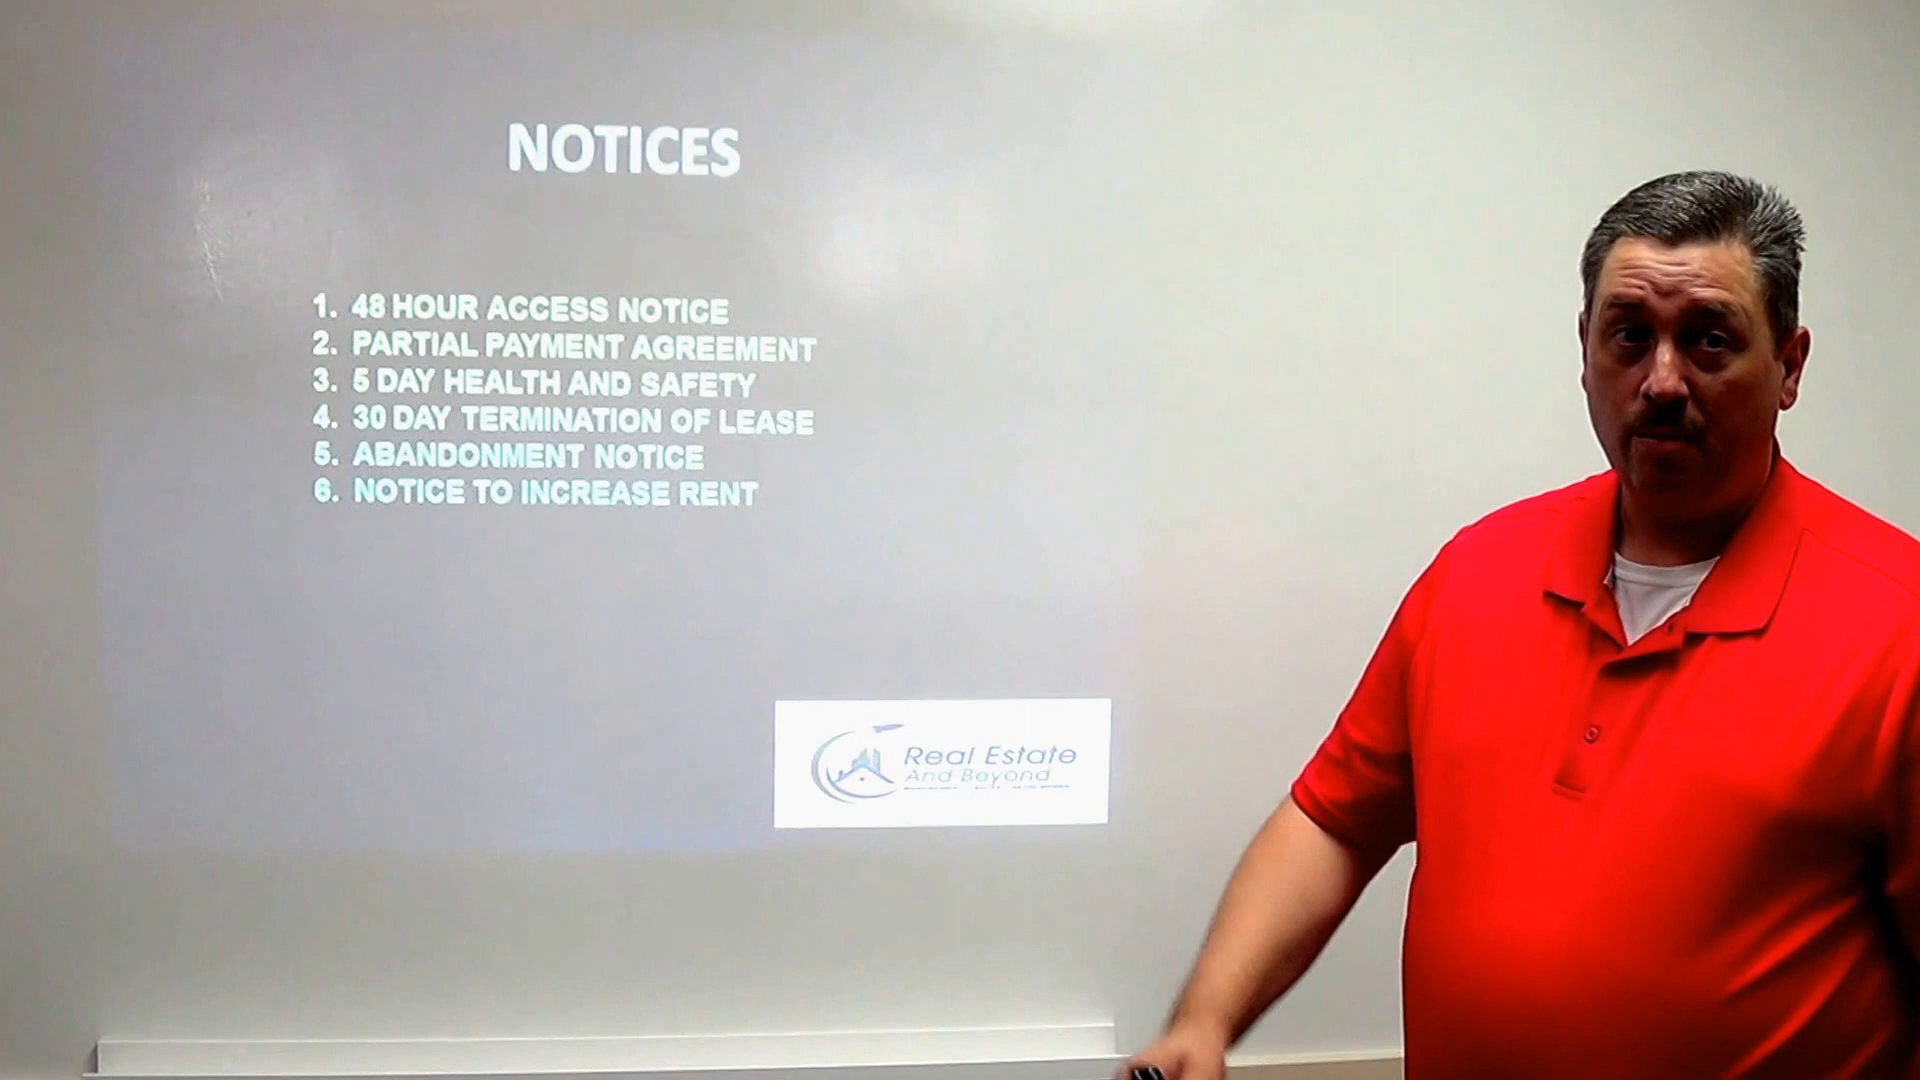 NOTICES
1. 48 HOUR ACCESS NOTICE
2. PARTIAL PAYMENT AGREEMENT
3. 5 DAY HEALTH AND SAFETY
4. 30 DAY TERMINATION OF LEASE
5. ABANDONMENT NOTICE
6. NOTICE TO INCREASE RENT
Real Estate
And Beyond